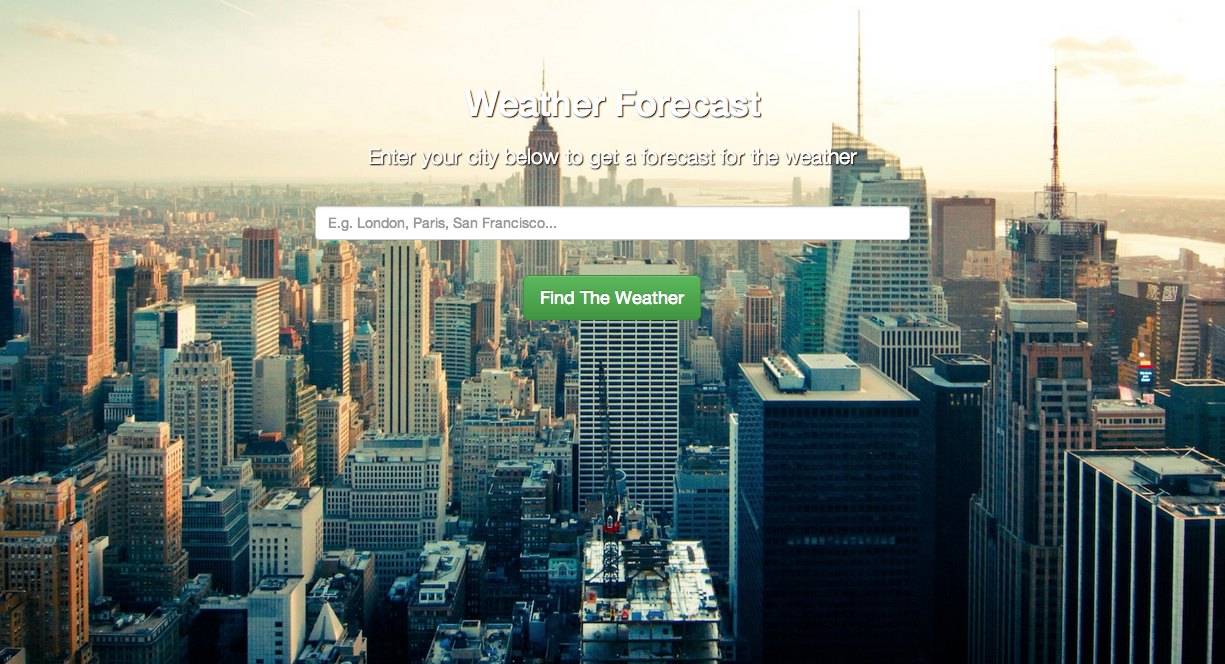 Weather Forecast
Enter your city below to get a forecast for the weather
E.g. London, Paris, San Francisco...
Find The Weather